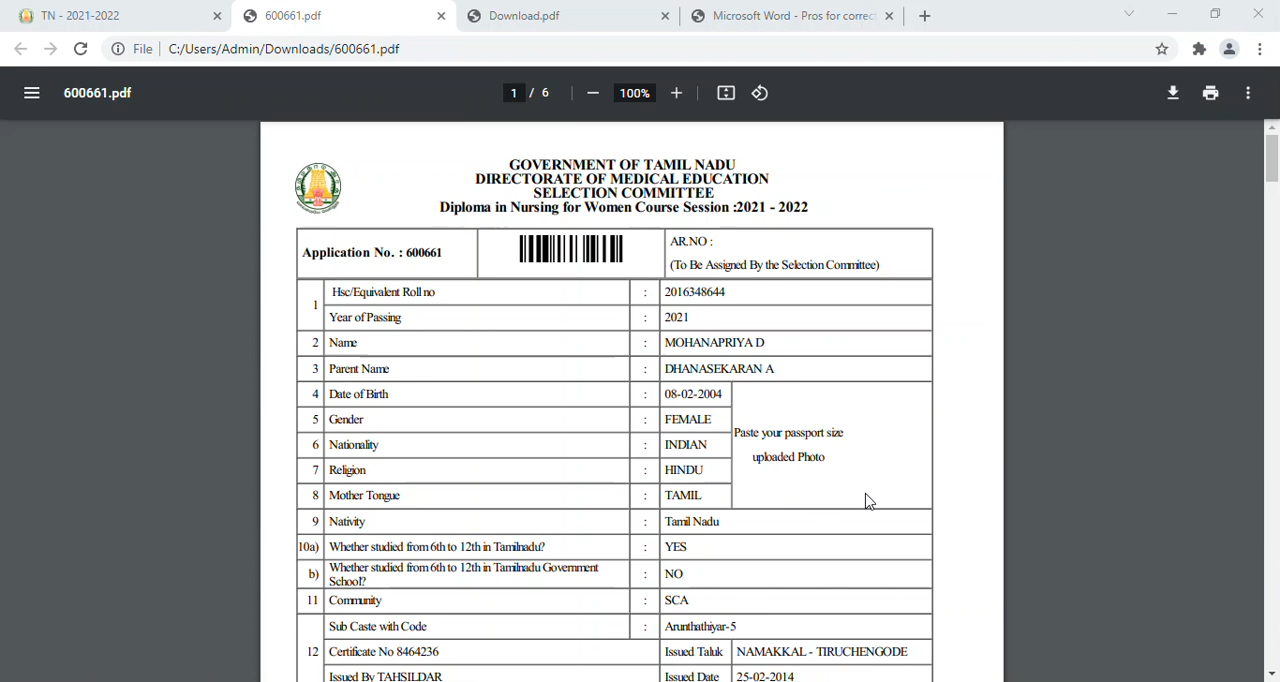 TN - 2021-2022
600661.pdf
Download.pdf
Microsoft Word - Pros for correc
File
C:/Users/Admin/Downloads/600661.pdf
600661.pdf
1 / 6
100%
GOVERNMENT OF TAMIL NADU
DIRECTORATE OF MEDICAL EDUCATION
SELECTION COMMITTEE
Diploma in Nursing for Women Course Session :2021 - 2022
Application No. : 600661
AR.NO :
(To Be Assigned By the Selection Committee)
1 Hsc/Equivalent Roll no : 2016348644
Year of Passing : 2021
2 Name : MOHANAPRIYA D
3 Parent Name : DHANASEKARAN A
4 Date of Birth : 08-02-2004
5 Gender : FEMALE
Paste your passport size
uploaded Photo
6 Nationality : INDIAN
7 Religion : HINDU
8 Mother Tongue : TAMIL
9 Nativity : Tamil Nadu
10a) Whether studied from 6th to 12th in Tamilnadu? : YES
b) Whether studied from 6th to 12th in Tamilnadu Government
School? : NO
11 Community : SCA
Sub Caste with Code : Arunthathiyar-5
12 Certificate No 8464236 Issued Taluk NAMAKKAL - TIRUCHENGODE
Issued By TAHSILDAR Issued Date 25-02-2014